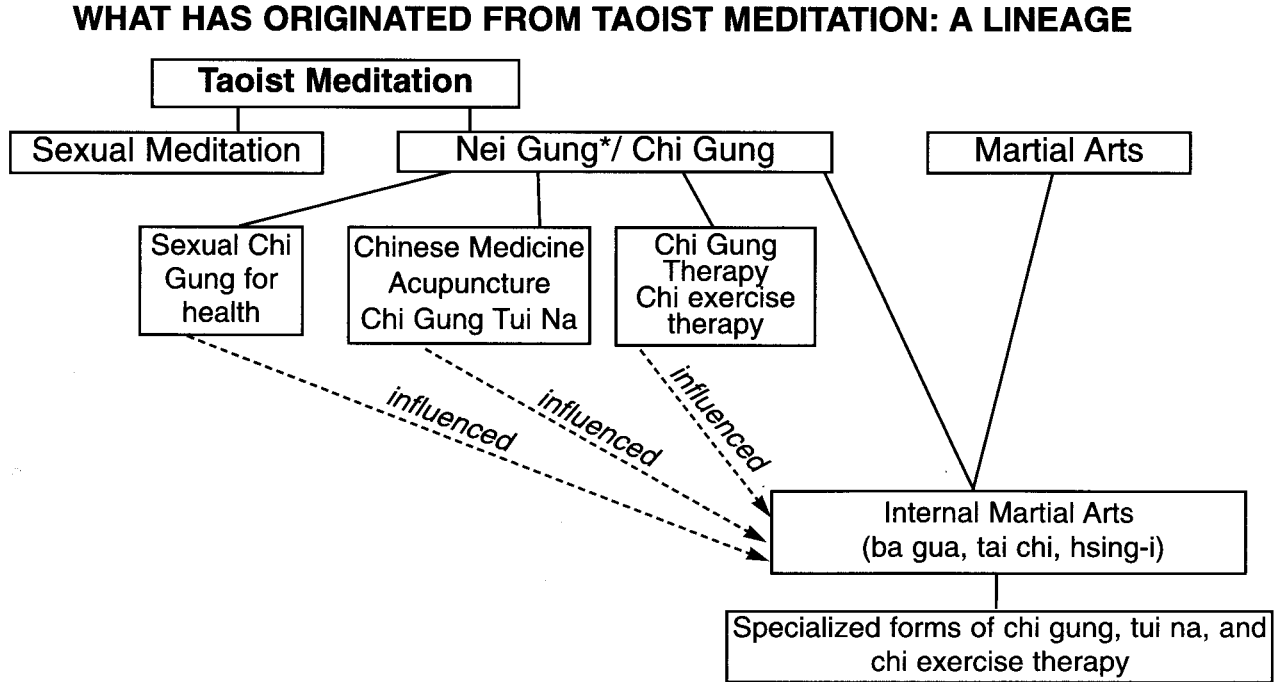 WHAT HAS ORIGINATED FROM TAOIST MEDITATION: A LINEAGE
Taoist Meditation
Sexual Meditation
Nei Gung*/ Chi Gung
Martial Arts
Sexual Chi
Gung for
health
Chinese Medicine
Acupuncture
Chi Gung Tui Na
Chi Gung
Therapy
Chi exercise
therapy
influenced
influenced
influenced
Internal Martial Arts
(ba gua, tai chi, hsing-i)
Specialized forms of chi gung, tui na, and
chi exercise therapy